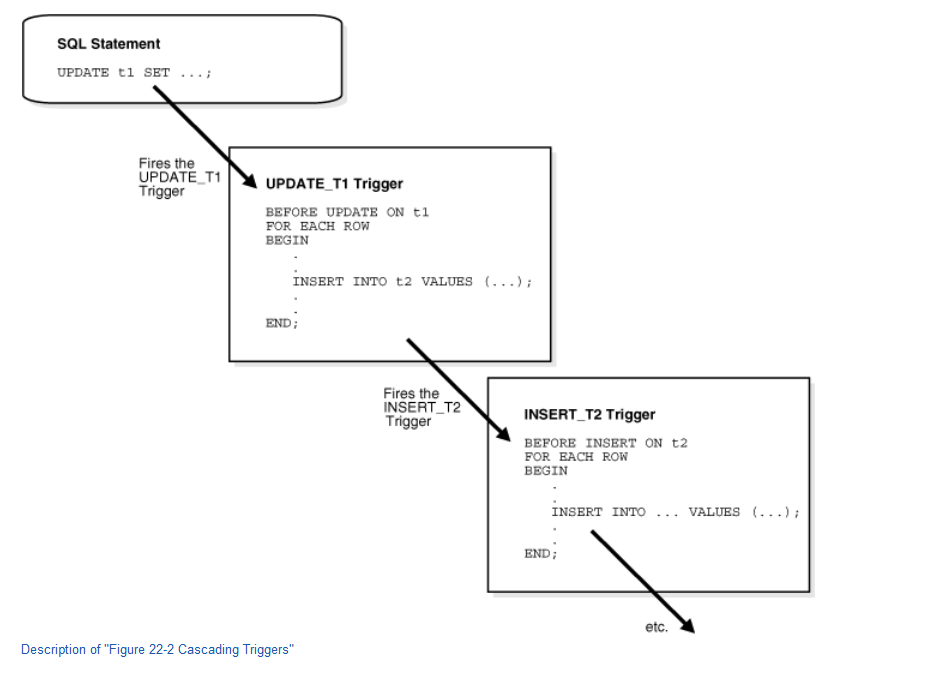 SQL Statement
UPDATE t1 SET ...;
Fires the
UPDATE_T1
Trigger
UPDATE_T1 Trigger
BEFORE UPDATE ON t1
FOR EACH ROW
BEGIN
.
.
INSERT INTO t2 VALUES (...);
.
.
END;
Fires the
INSERT_T2
Trigger
INSERT_T2 Trigger
BEFORE INSERT ON t2
FOR EACH ROW
BEGIN
.
.
INSERT INTO ... VALUES (...);
.
.
END;
etc.
Description of "Figure 22-2 Cascading Triggers"